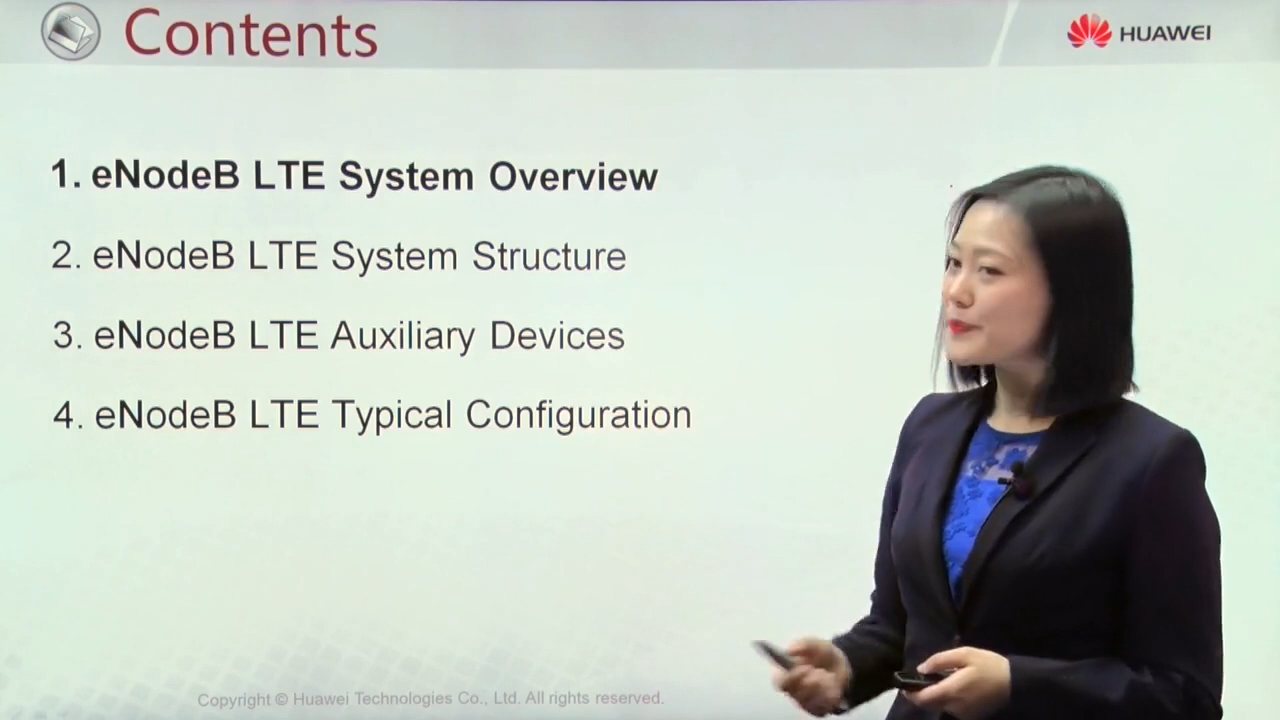 Contents
HUAWEI
1. eNodeB LTE System Overview
2. eNodeB LTE System Structure
3. eNodeB LTE Auxiliary Devices
4. eNodeB LTE Typical Configuration
Copyright © Huawei Technologies Co., Ltd. All rights reserved.